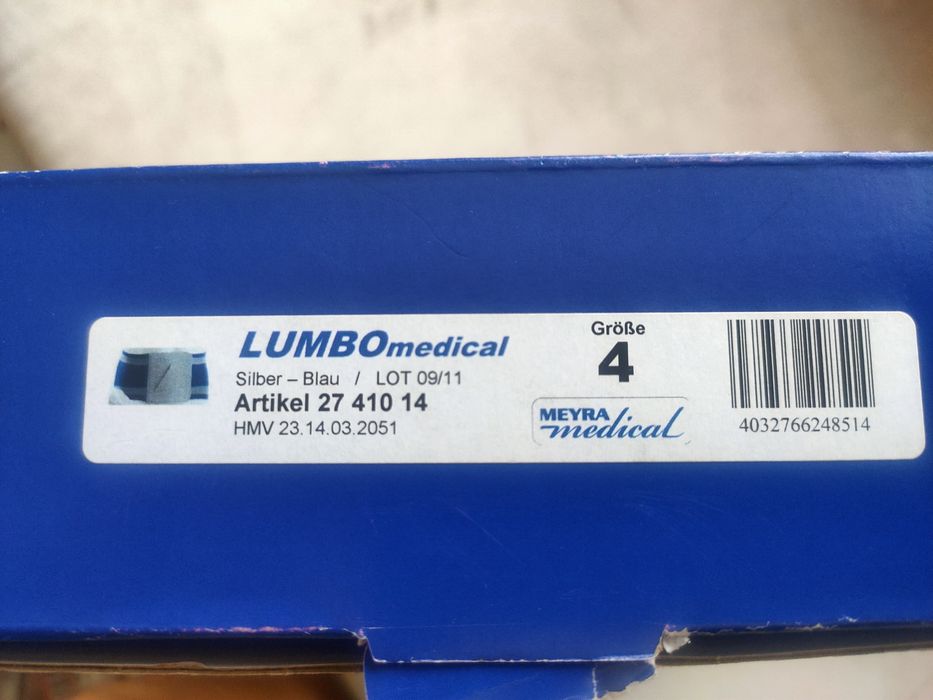 LUMBOmedical
Silber – Blau / LOT 09/11
Artikel 27 410 14
HMV 23.14.03.2051
Größe
4
MEYRA
medical
4032766248514